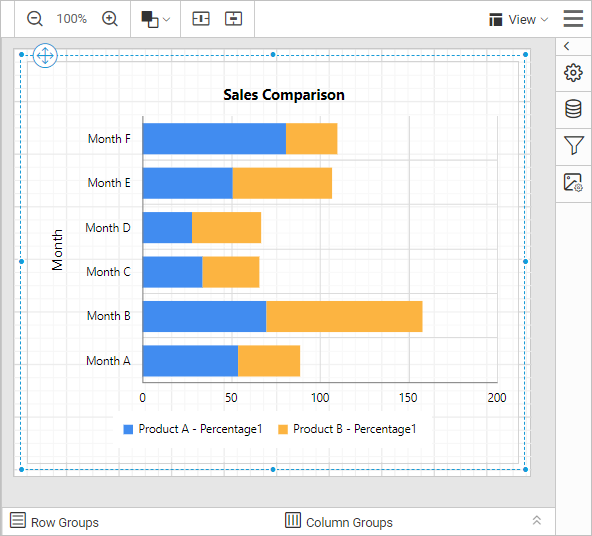 100%
View
Sales Comparison
Month F
Month E
Month D
Month C
Month B
Month A
Month
0 50 100 150 200
Product A - Percentage1 Product B - Percentage1
Row Groups Column Groups